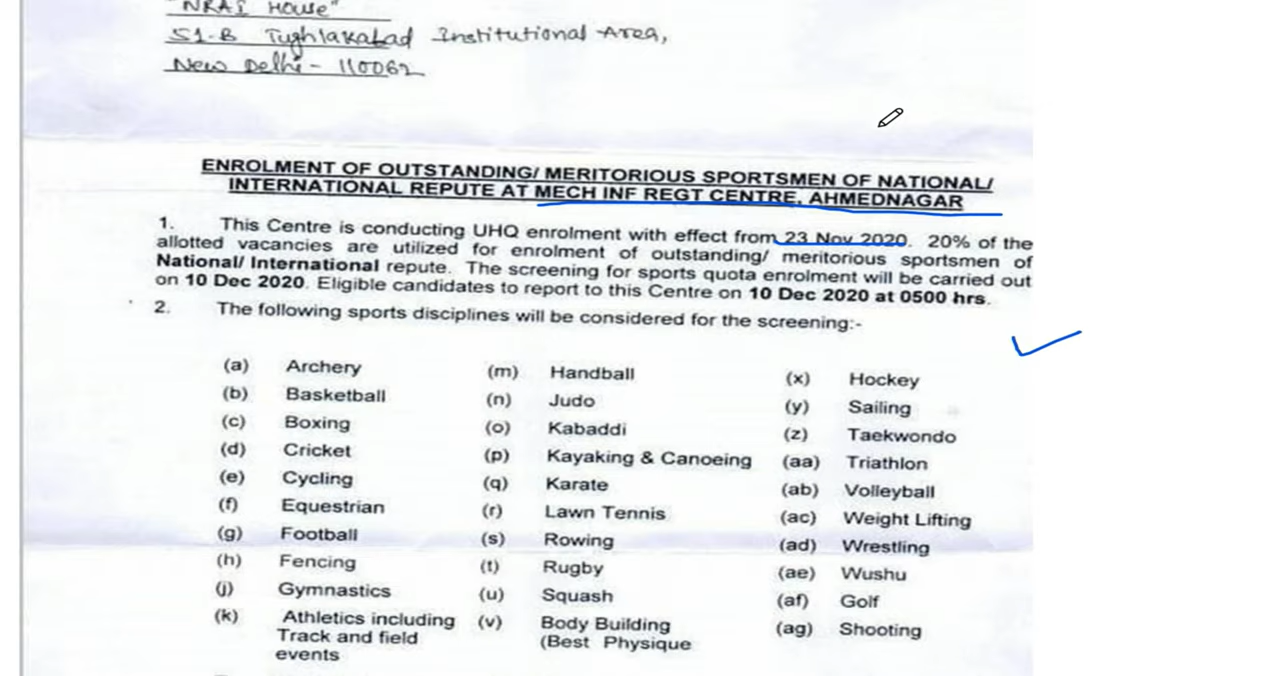 "NRAI House"
51-B Tughlakabad Institutional Area,
New Delhi - 110062
ENROLMENT OF OUTSTANDING/ MERITORIOUS SPORTSMEN OF NATIONAL/
INTERNATIONAL REPUTE AT MECH INF REGT CENTRE, AHMEDNAGAR
1. This Centre is conducting UHQ enrolment with effect from 23 Nov 2020. 20% of the
allotted vacancies are utilized for enrolment of outstanding/ meritorious sportsmen of
National/ International repute. The screening for sports quota enrolment will be carried out
on 10 Dec 2020. Eligible candidates to report to this Centre on 10 Dec 2020 at 0500 hrs.
2. The following sports disciplines will be considered for the screening:-
(a) Archery (m) Handball (x) Hockey
(b) Basketball (n) Judo (y) Sailing
(c) Boxing (o) Kabaddi (z) Taekwondo
(d) Cricket (p) Kayaking & Canoeing (aa) Triathlon
(e) Cycling (q) Karate (ab) Volleyball
(f) Equestrian (r) Lawn Tennis (ac) Weight Lifting
(g) Football (s) Rowing (ad) Wrestling
(h) Fencing (t) Rugby (ae) Wushu
(j) Gymnastics (u) Squash (af) Golf
(k) Athletics including (v) Body Building (ag) Shooting
Track and field (Best Physique
events